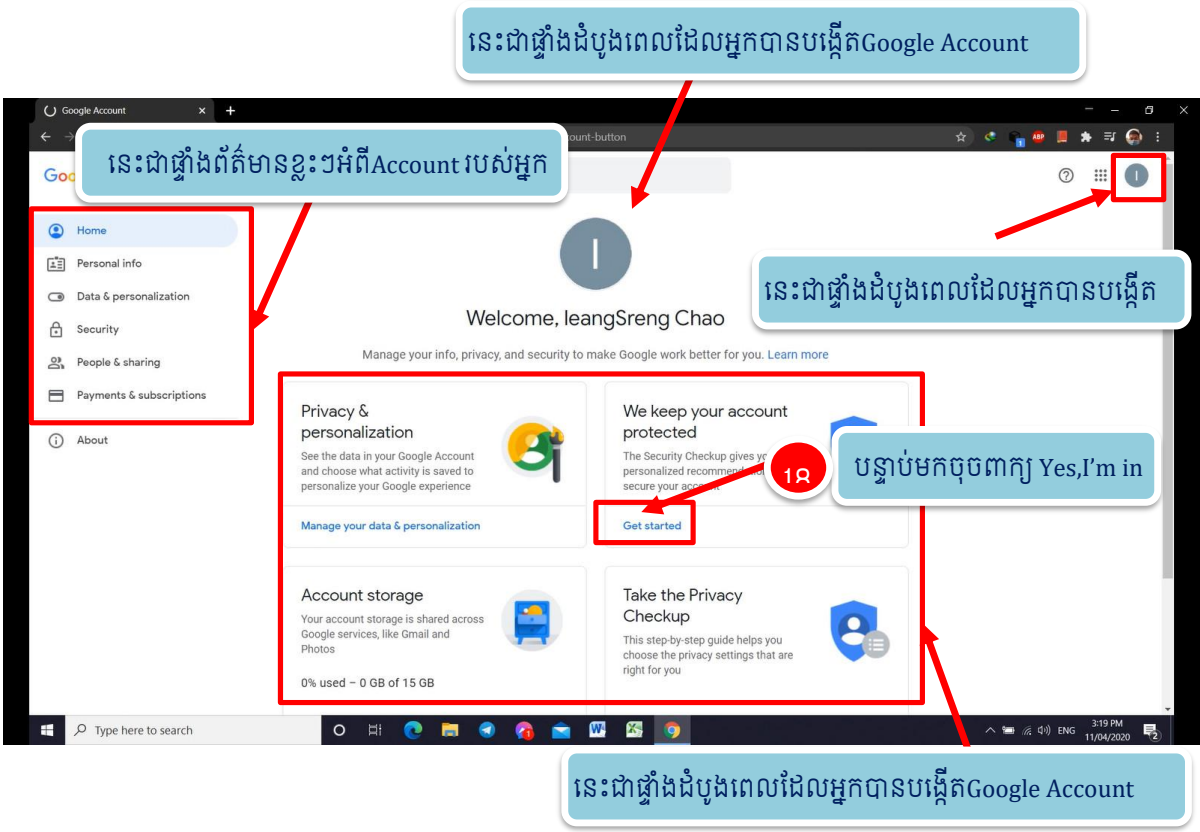 នេះជាផ្ទាំងដំបូងពេលដែលអ្នកបានបង្កើតGoogle Account
Google Account
ount-button
នេះជាផ្ទាំងព័ត៌មានខ្លះៗអំពីAccount របស់អ្នក
Goo
Home
Personal info
Data & personalization
Security
People & sharing
Payments & subscriptions
About
I
I
នេះជាផ្ទាំងដំបូងពេលដែលអ្នកបានបង្កើត
Welcome, leangSreng Chao
Manage your info, privacy, and security to make Google work better for you. Learn more
Privacy &
personalization
See the data in your Google Account
and choose what activity is saved to
personalize your Google experience
Manage your data & personalization
We keep your account
protected
The Security Checkup gives
personalized
secure your
Get started
១៨
បន្ទាប់មកចុចពាក្យ Yes,I'm in
Account storage
Your account storage is shared across
Google services, like Gmail and
Photos
0% used – 0 GB of 15 GB
Take the Privacy
Checkup
This step-by-step guide helps you
choose the privacy settings that are
right for you
Type here to search
ENG
3:19 PM
11/04/2020
នេះជាផ្ទាំងដំបូងពេលដែលអ្នកបានបង្កើតGoogle Account